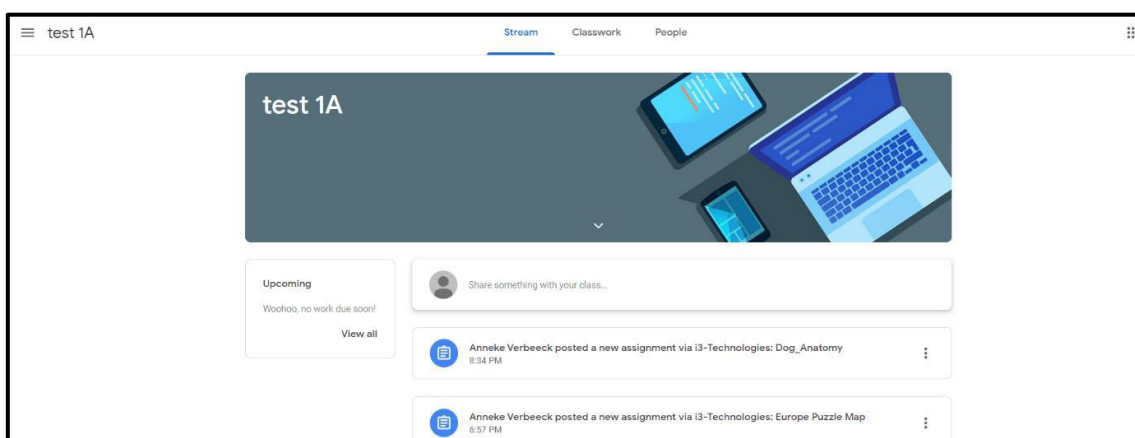 test 1A
Stream Classwork People
test 1A
Upcoming
Woohoo, no work due soon!
View all
Share something with your class...
Anneke Verbeeck posted a new assignment via i3-Technologies: Dog_Anatomy
8:34 PM
Anneke Verbeeck posted a new assignment via i3-Technologies: Europe Puzzle Map
6:57 PM